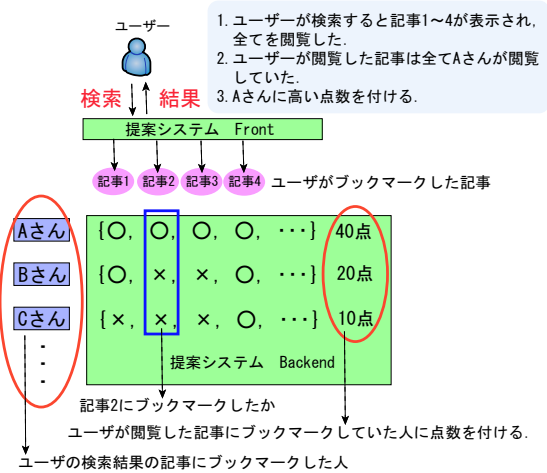 1. ユーザーが検索すると記事1～4が表示され,
全てを閲覧した.
2. ユーザーが閲覧した記事は全てAさんが閲覧
していた.
3. Aさんに高い点数を付ける.
ユーザー
検索 結果
提案システム Front
記事1 記事2 記事3 記事4 ユーザがブックマークした記事
Aさん {○, ○, ○, ○, ・・・} 40点
Bさん {○, ×, ×, ○, ・・・} 20点
Cさん {×, ×, ×, ○, ・・・} 10点
提案システム Backend
記事2にブックマークしたか
ユーザが閲覧した記事にブックマークしていた人に点数を付ける.
ユーザの検索結果の記事にブックマークした人